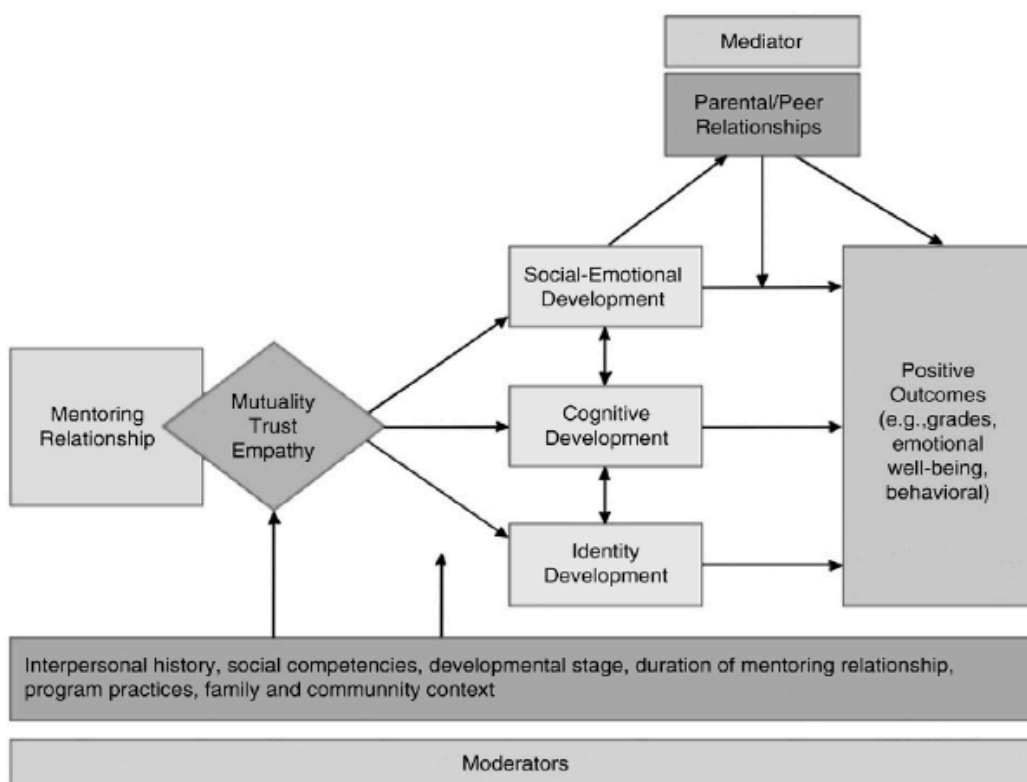 Mediator
Parental/Peer
Relationships
Social-Emotional
Development
Mentoring
Relationship
Mutuality
Trust
Empathy
Cognitive
Development
Positive
Outcomes
(e.g.,grades,
emotional
well-being,
behavioral)
Identity
Development
Interpersonal history, social competencies, developmental stage, duration of mentoring relationship,
program practices, family and communnity context
Moderators